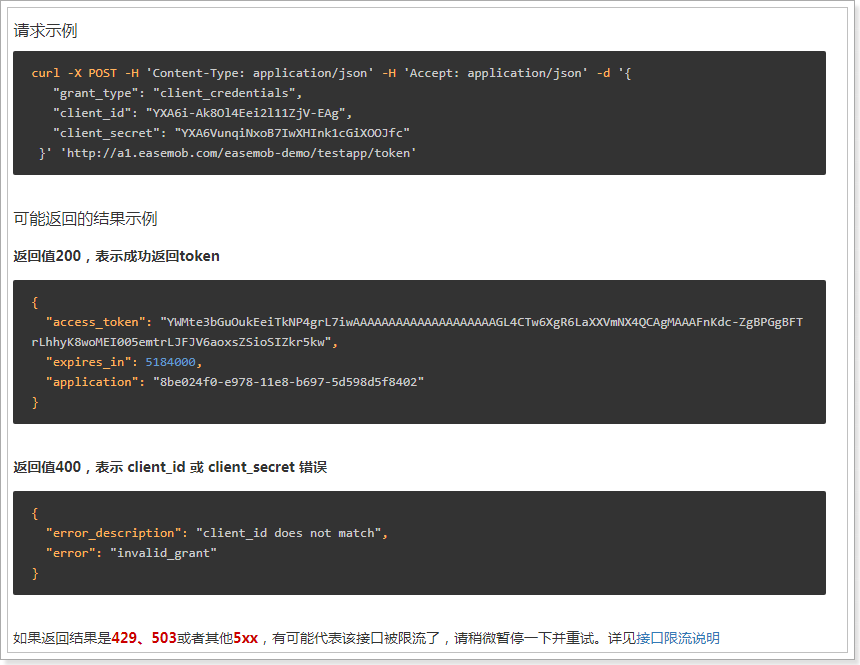 请求示例
curl -X POST -H 'Content-Type: application/json' -H 'Accept: application/json' -d '{
"grant_type": "client_credentials",
"client_id": "YXA6i-Ak8Ol4Eei2l11ZjV-EAg",
"client_secret": "YXA6VunqiNxoB7IwXHInk1cGiXOOJfc"
}' 'http://a1.easemob.com/easemob-demo/testapp/token'
可能返回的结果示例
返回值200，表示成功返回token
{
"access_token": "YWMte3bGuOukEeiTkNP4grL7iwAAAAAAAAAAAAAAAAAAAAGL4CTw6XgR6LaXXVmNX4QCAgMAAAFnKdc-ZgBPGgBFT
rLhhyK8woMEI005emtrLJFJV6aoxsZSioSIZkr5kw",
"expires_in": 5184000,
"application": "8be024f0-e978-11e8-b697-5d598d5f8402"
}
返回值400，表示 client_id 或 client_secret 错误
{
"error_description": "client_id does not match",
"error": "invalid_grant"
}
如果返回结果是429、503或者其他5xx，有可能代表该接口被限流了，请稍微暂停一下并重试。详见接口限流说明